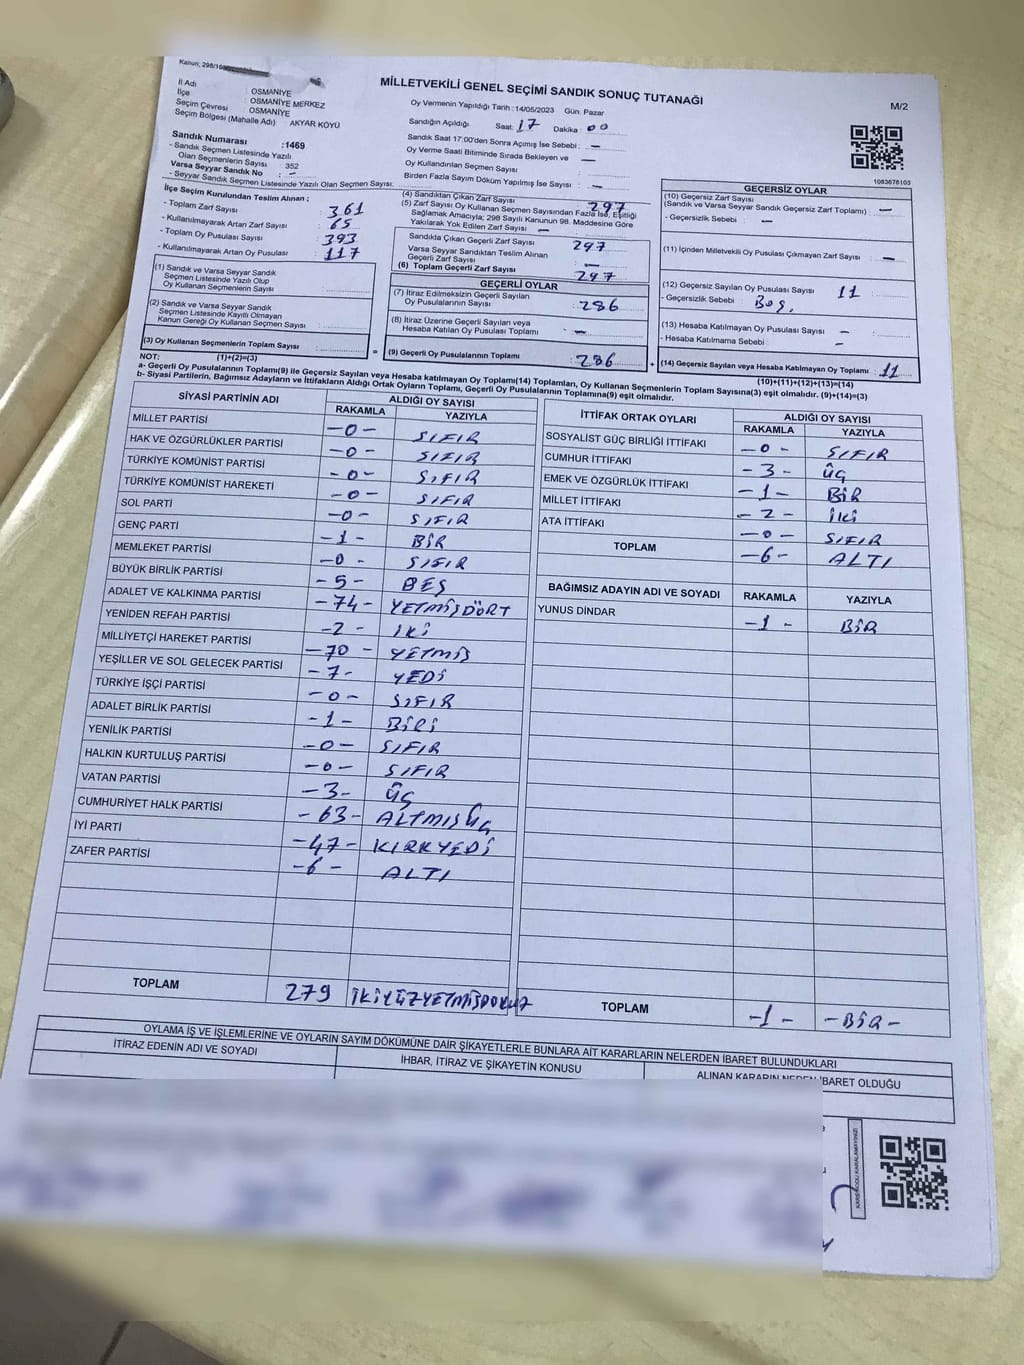 Kanun; 298/10
MİLLETVEKİLİ GENEL SEÇİMİ SANDIK SONUÇ TUTANAĞI
M/2
İl Adı : OSMANİYE
İlçe : OSMANİYE MERKEZ
Seçim Çevresi : OSMANİYE
Seçim Bölgesi (Mahalle Adı) : AKYAR KÖYÜ
Sandık Numarası :1469
- Sandık Seçmen Listesinde Yazılı
Olan Seçmenlerin Sayısı : 352
Varsa Seyyar Sandık No : -
- Seyyar Sandık Seçmen Listesinde Yazılı Olan Seçmen Sayısı:
Oy Vermenin Yapıldığı Tarih :14/05/2023 Gün: Pazar
Sandığın Açıldığı Saat: 17 Dakika : 00
Sandık Saat 17:00'den Sonra Açımış İse Sebebi : -
Oy Verme Saati Bitiminde Sırada Bekleyen ve -
Oy Kullandırılan Seçmen Sayısı
Birden Fazla Sayım Döküm Yapılmış İse Sayısı : -
1083678103
İlçe Seçim Kurulundan Teslim Alınan ;
- Toplam Zarf Sayısı : 361
- Kullanılmayarak Artan Zarf Sayısı : 65
- Toplam Oy Pusulası Sayısı : 393
- Kullanılmayarak Artan Oy Pusulası : 117
(1) Sandık ve Varsa Seyyar Sandık
Seçmen Listesinde Yazılı Olup
Oy Kullanan Seçmenlerin Sayısı :
(2) Sandık ve Varsa Seyyar Sandık
Seçmen Listesinde Kayıtlı Olmayan
Kanun Gereği Oy Kullanan Seçmen Sayısı :
(3) Oy Kullanan Seçmenlerin Toplam Sayısı :
(4) Sandıktan Çıkan Zarf Sayısı : 297
(5) Zarf Sayısı Oy Kullanan Seçmen Sayısından Fazla İse, Eşitliği
Sağlamak Amacıyla; 298 Sayılı Kanunun 98. Maddesine Göre
Yakılarak Yok Edilen Zarf Sayısı : -
Sandıkta Çıkan Geçerli Zarf Sayısı 297
Varsa Seyyar Sandıktan Teslim Alınan
Geçerli Zarf Sayısı : -
(6) Toplam Geçerli Zarf Sayısı : 297
GEÇERLİ OYLAR
(7) İtiraz Edilmeksizin Geçerli Sayılan
Oy Pusulalarının Sayısı : 286
(8) İtiraz Üzerine Geçerli Sayılan veya
Hesaba Katılan Oy Pusulası Toplamı : -
= (9) Geçerli Oy Pusulalarının Toplamı : 286
GEÇERSİZ OYLAR
(10) Geçersiz Zarf Sayısı
(Sandık ve Varsa Seyyar Sandık Geçersiz Zarf Toplamı) : -
- Geçersizlik Sebebi : -
(11) İçinden Milletvekili Oy Pusulası Çıkmayan Zarf Sayısı : -
(12) Geçersiz Sayılan Oy Pusulası Sayısı : 11
- Geçersizlik Sebebi : Boş.
(13) Hesaba Katılmayan Oy Pusulası Sayısı : -
- Hesaba Katılmama Sebebi : -
+ (14) Geçersiz Sayılan veya Hesaba Katılmayan Oy Toplamı : 11
NOT: (1)+(2)=(3) (10)+(11)+(12)+(13)=(14)
a- Geçerli Oy Pusulalarının Toplamı(9) ile Geçersiz Sayılan veya Hesaba katılmayan Oy Toplamı(14) Toplamları, Oy Kullanan Seçmenlerin Toplam Sayısına(3) eşit olmalıdır. (9)+(14)=(3)
b- Siyasi Partilerin, Bağımsız Adayların ve İttifakların Aldığı Ortak Oyların Toplamı, Geçerli Oy Pusulalarının Toplamına(9) eşit olmalıdır.
SİYASİ PARTİNİN ADI ALDIĞI OY SAYISI
RAKAMLA YAZIYLA
MİLLET PARTİSİ -0- SIFIR
HAK VE ÖZGÜRLÜKLER PARTİSİ -0- SIFIR
TÜRKİYE KOMÜNİST PARTİSİ -0- SIFIR
TÜRKİYE KOMÜNİST HAREKETİ -0- SIFIR
SOL PARTİ -0- SIFIR
GENÇ PARTİ -1- BİR
MEMLEKET PARTİSİ -0- SIFIR
BÜYÜK BİRLİK PARTİSİ -5- BEŞ
ADALET VE KALKINMA PARTİSİ -74- YETMİŞDÖRT
YENİDEN REFAH PARTİSİ -2- İKİ
MİLLİYETÇİ HAREKET PARTİSİ -70- YETMİŞ
YEŞİLLER VE SOL GELECEK PARTİSİ -7- YEDİ
TÜRKİYE İŞÇİ PARTİSİ -0- SIFIR
ADALET BİRLİK PARTİSİ -1- BİRİ
YENİLİK PARTİSİ -0- SIFIR
HALKIN KURTULUŞ PARTİSİ -0- SIFIR
VATAN PARTİSİ -3- ÜÇ
CUMHURİYET HALK PARTİSİ -63- ALTMIŞÜÇ
İYİ PARTİ -47- KIRKYEDİ
ZAFER PARTİSİ -6- ALTI
TOPLAM 279 İKİYÜZYETMİŞDOKUZ
İTTİFAK ORTAK OYLARI ALDIĞI OY SAYISI
RAKAMLA YAZIYLA
SOSYALİST GÜÇ BİRLİĞİ İTTİFAKI -0- SIFIR
CUMHUR İTTİFAKI -3- ÜÇ
EMEK VE ÖZGÜRLÜK İTTİFAKI -1- BİR
MİLLET İTTİFAKI -2- İKİ
ATA İTTİFAKI -0- SIFIR
TOPLAM -6- ALTI
BAĞIMSIZ ADAYIN ADI VE SOYADI RAKAMLA YAZIYLA
YUNUS DİNDAR -1- BİR
TOPLAM -1- -BİR-
OYLAMA İŞ VE İŞLEMLERİNE VE OYLARIN SAYIM DÖKÜMÜNE DAİR ŞİKAYETLERLE BUNLARA AİT KARARLARIN NELERDEN İBARET BULUNDUKLARI
İTİRAZ EDENİN ADI VE SOYADI İHBAR, İTİRAZ VE ŞİKAYETİN KONUSU ALINAN KARARIN NEDEN İBARET OLDUĞU
KAREKODU KARALAMAYINIZ!